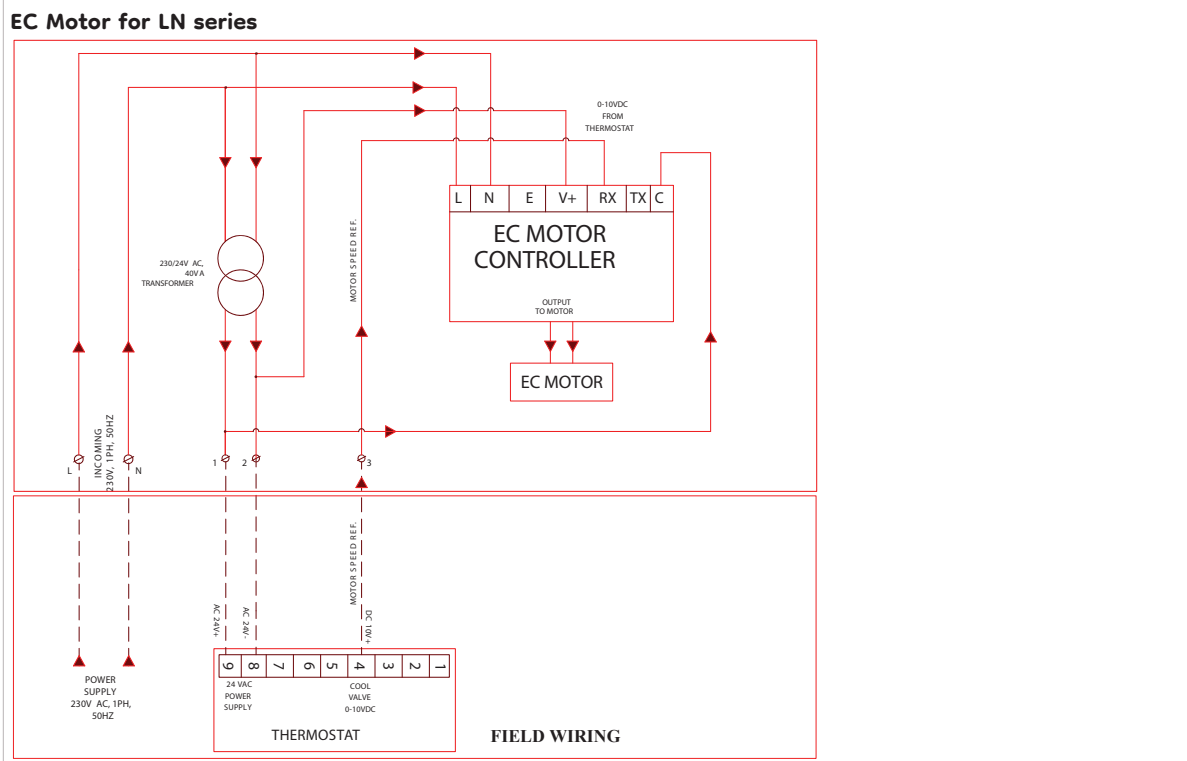 EC Motor for LN series
0-10VDC
FROM
THERMOSTAT
L N E V+ RX TX C
EC MOTOR
CONTROLLER
OUTPUT
TO MOTOR
EC MOTOR
230/24V AC,
40VA
TRANSFORMER
MOTOR SPEED REF.
INCOMING
230V, 1PH, 50HZ
L N 1 2 3
MOTOR SPEED REF.
AC 24V+
AC 24V-
DC 10V+
POWER
SUPPLY
230V AC, 1PH,
50HZ
9 8 7 6 5 4 3 2 1
24 VAC
POWER
SUPPLY
COOL
VALVE
0-10VDC
THERMOSTAT
FIELD WIRING